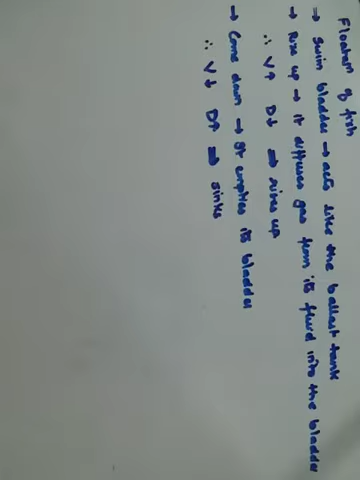 Floatation of fish
→ Swim bladder → acts like the ballast tank
→ Rise up → It diffuses gas from its fluid into the bladder
∴ V↑ D↓ ⇒ rises up
→ Come down → It empties its bladder
∴ V↓ D↑ ⇒ sinks